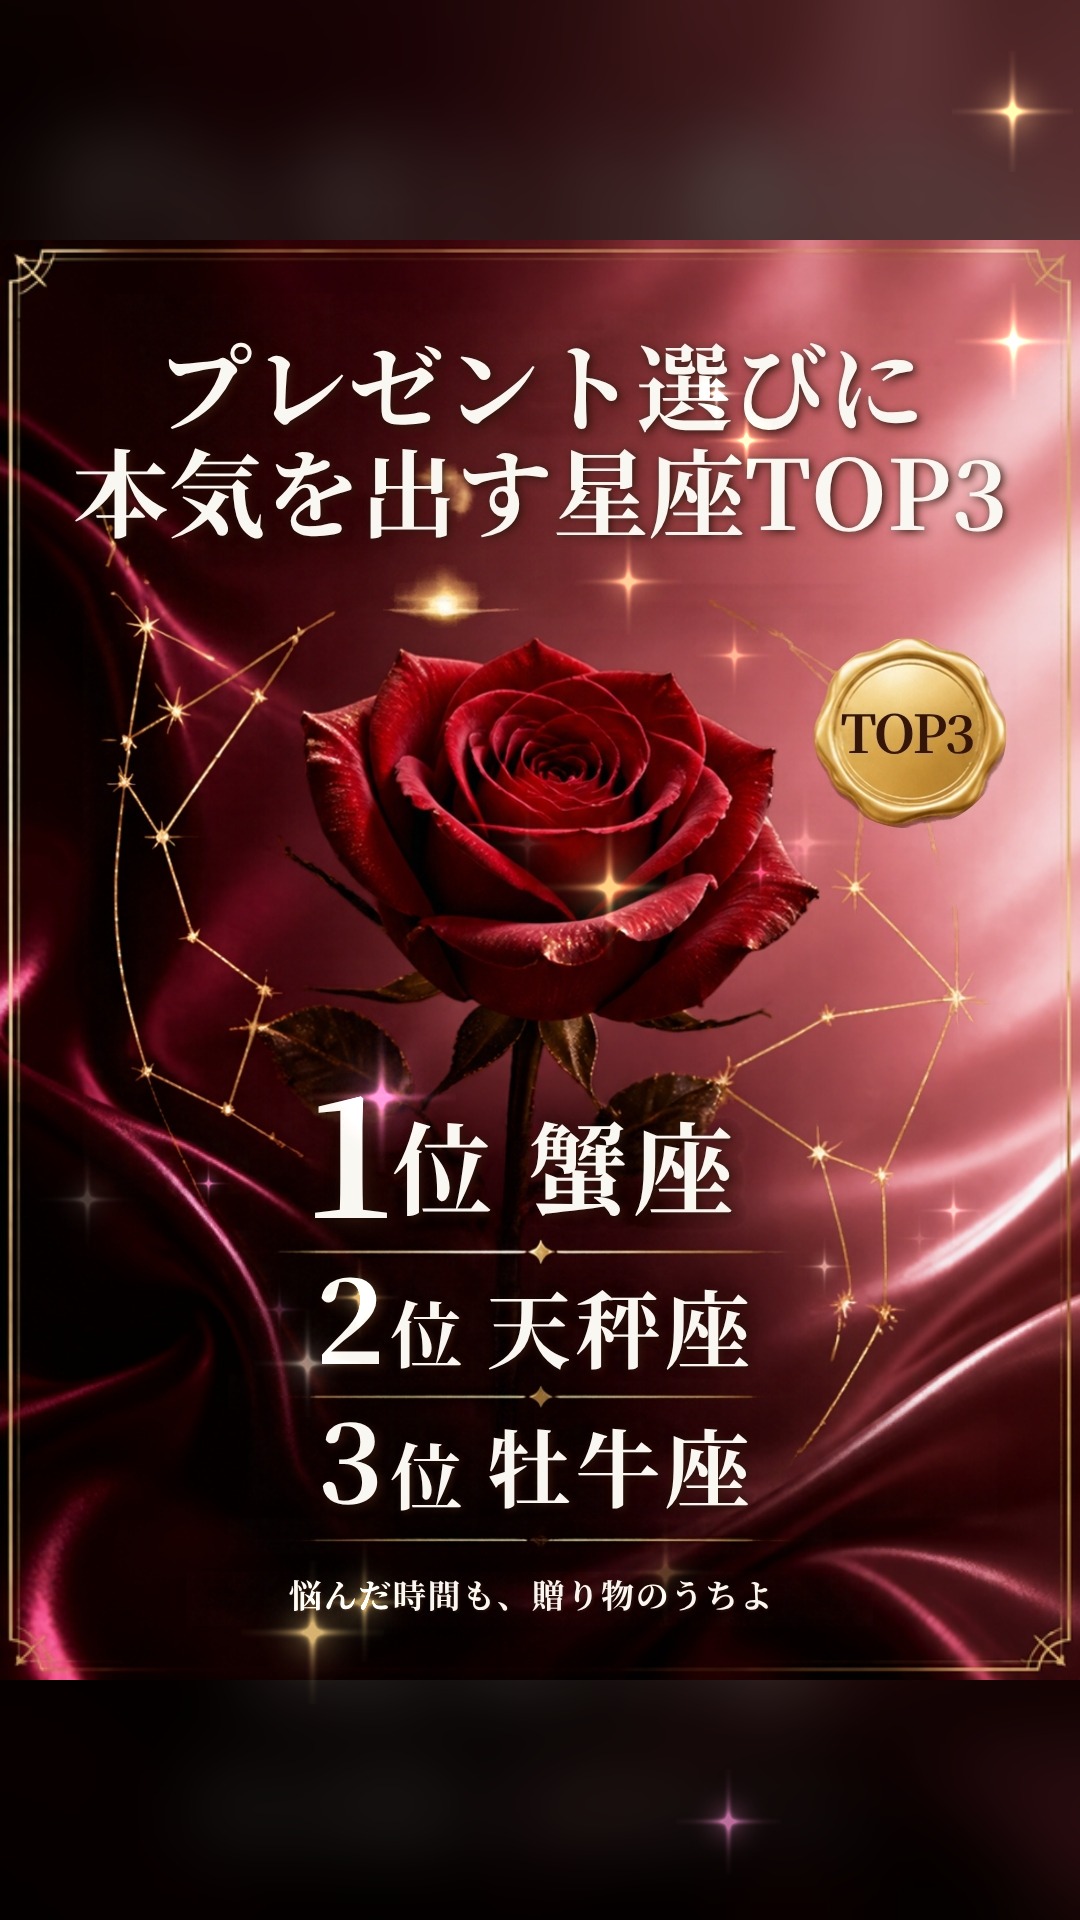 プレゼント選びに
本気を出す星座TOP3
TOP3
1位 蟹座
2位 天秤座
3位 牡牛座
悩んだ時間も、贈り物のうちよ